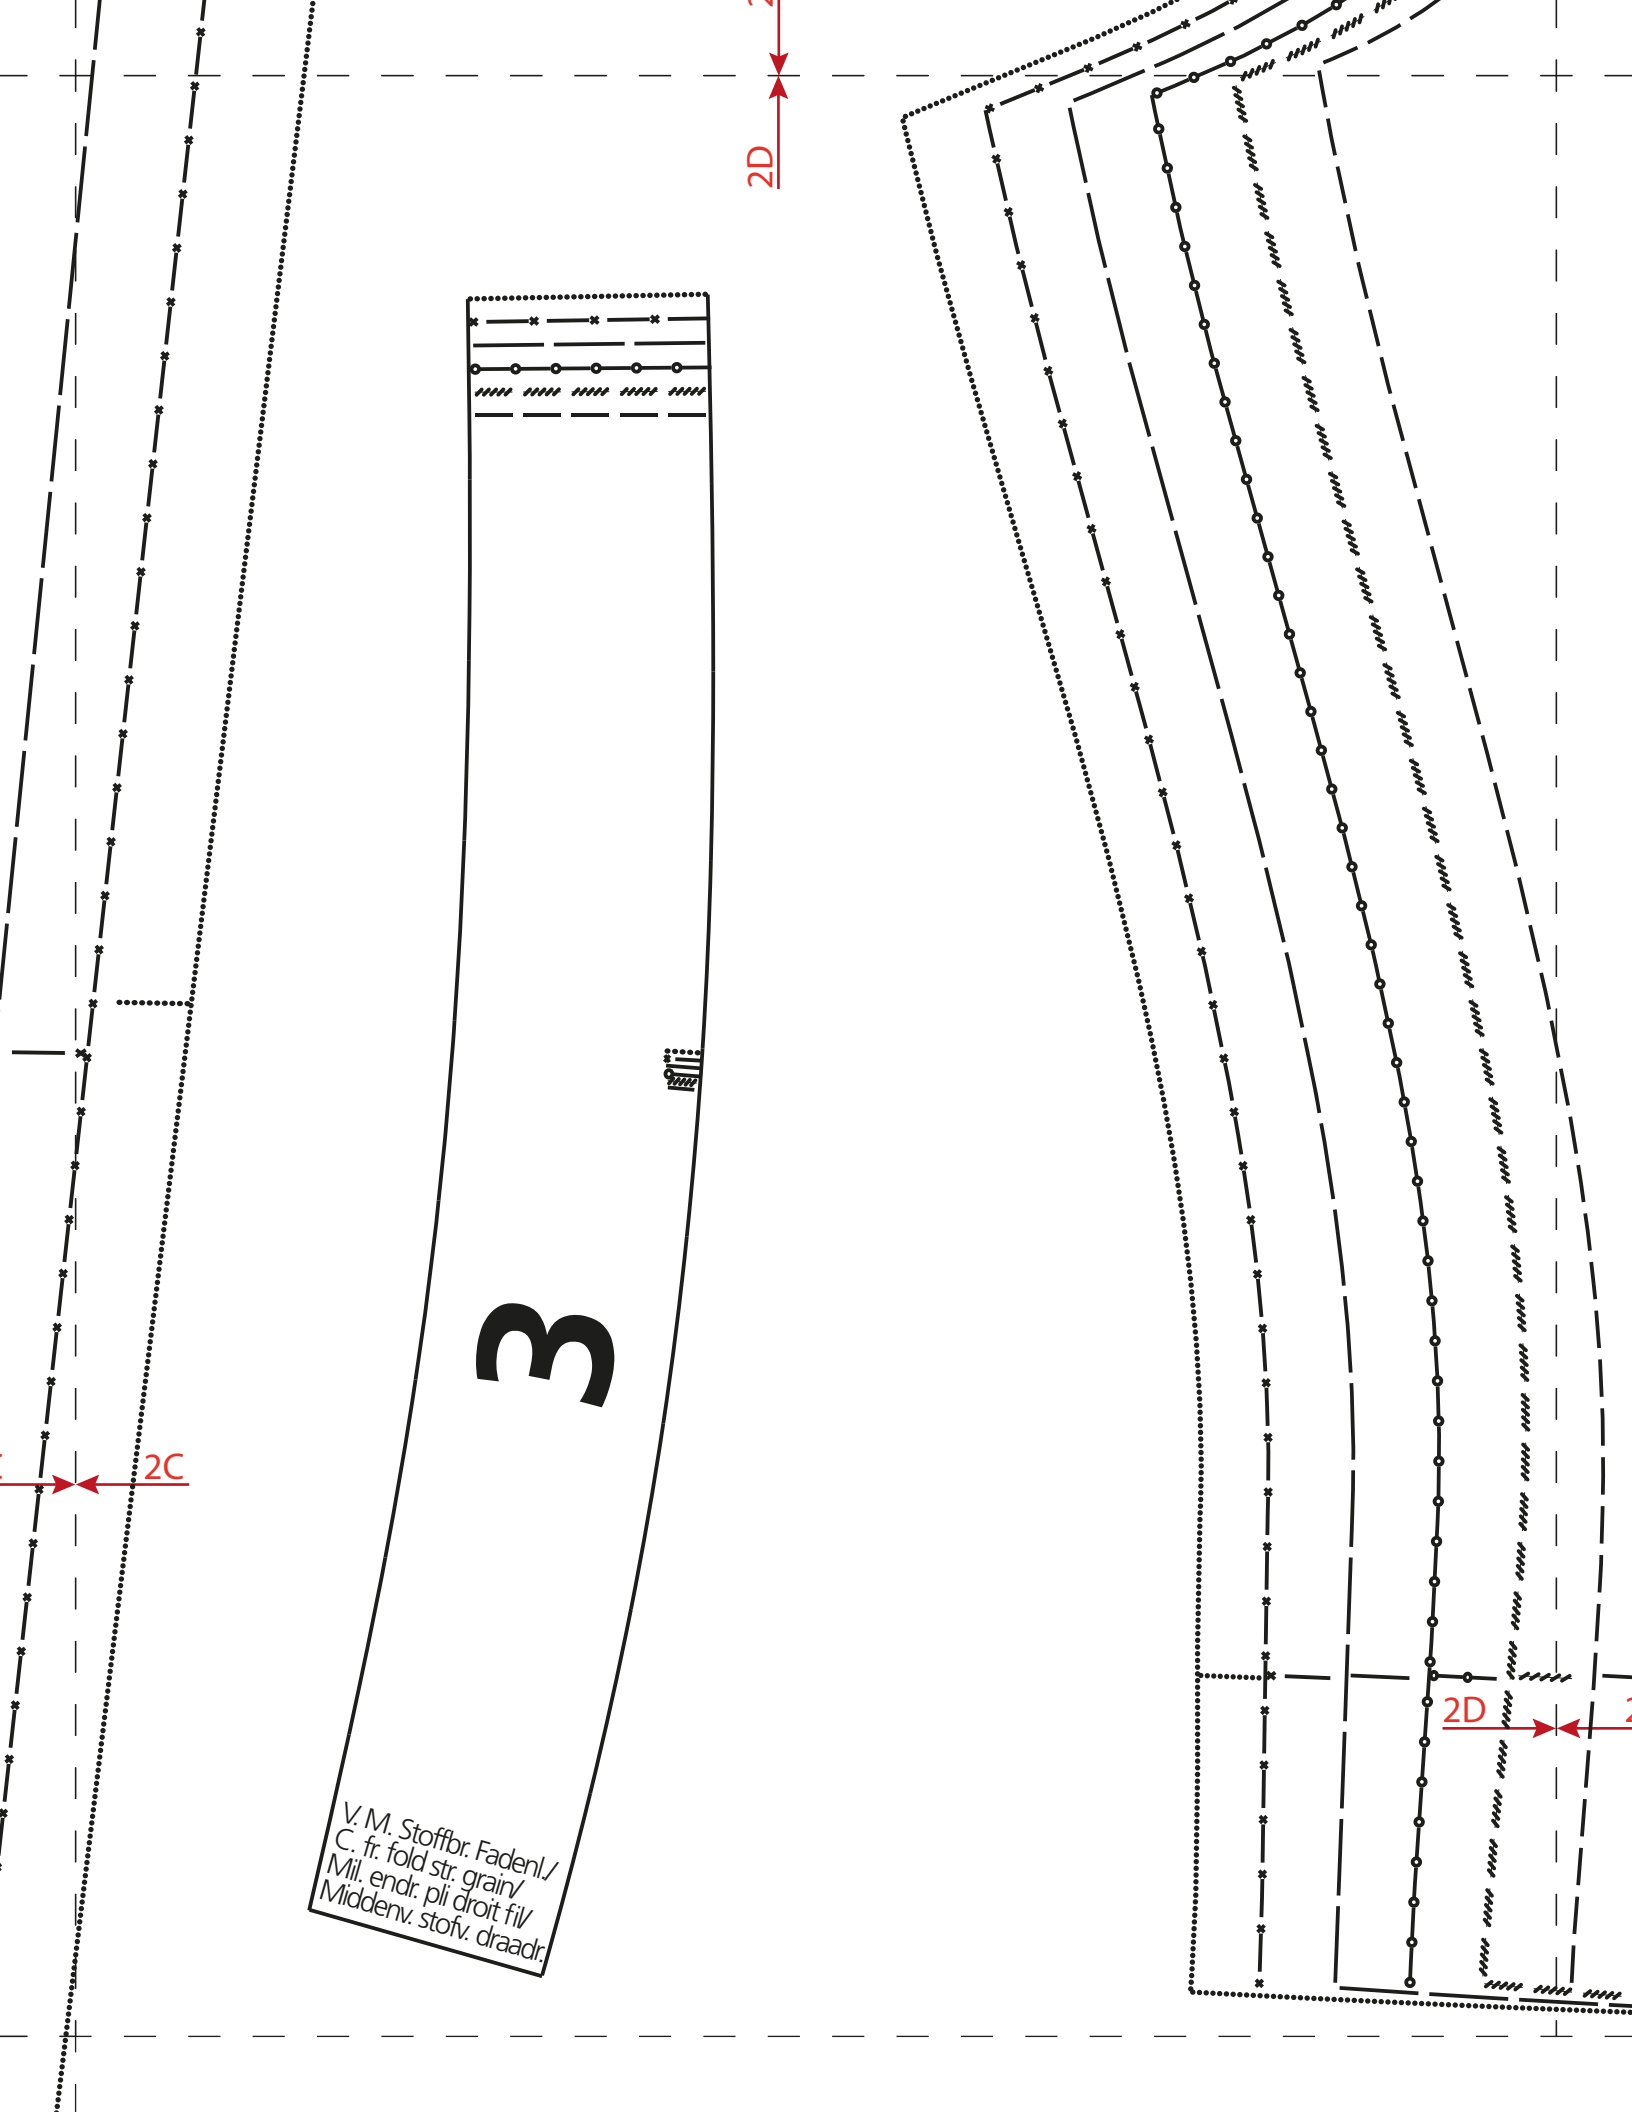 2D
3
2C
2D
V. M. Stoffbr. Fadenl./
C. fr. fold str. grain/
Mil. endr. pli droit fil/
Middenv. stofv. draadr.